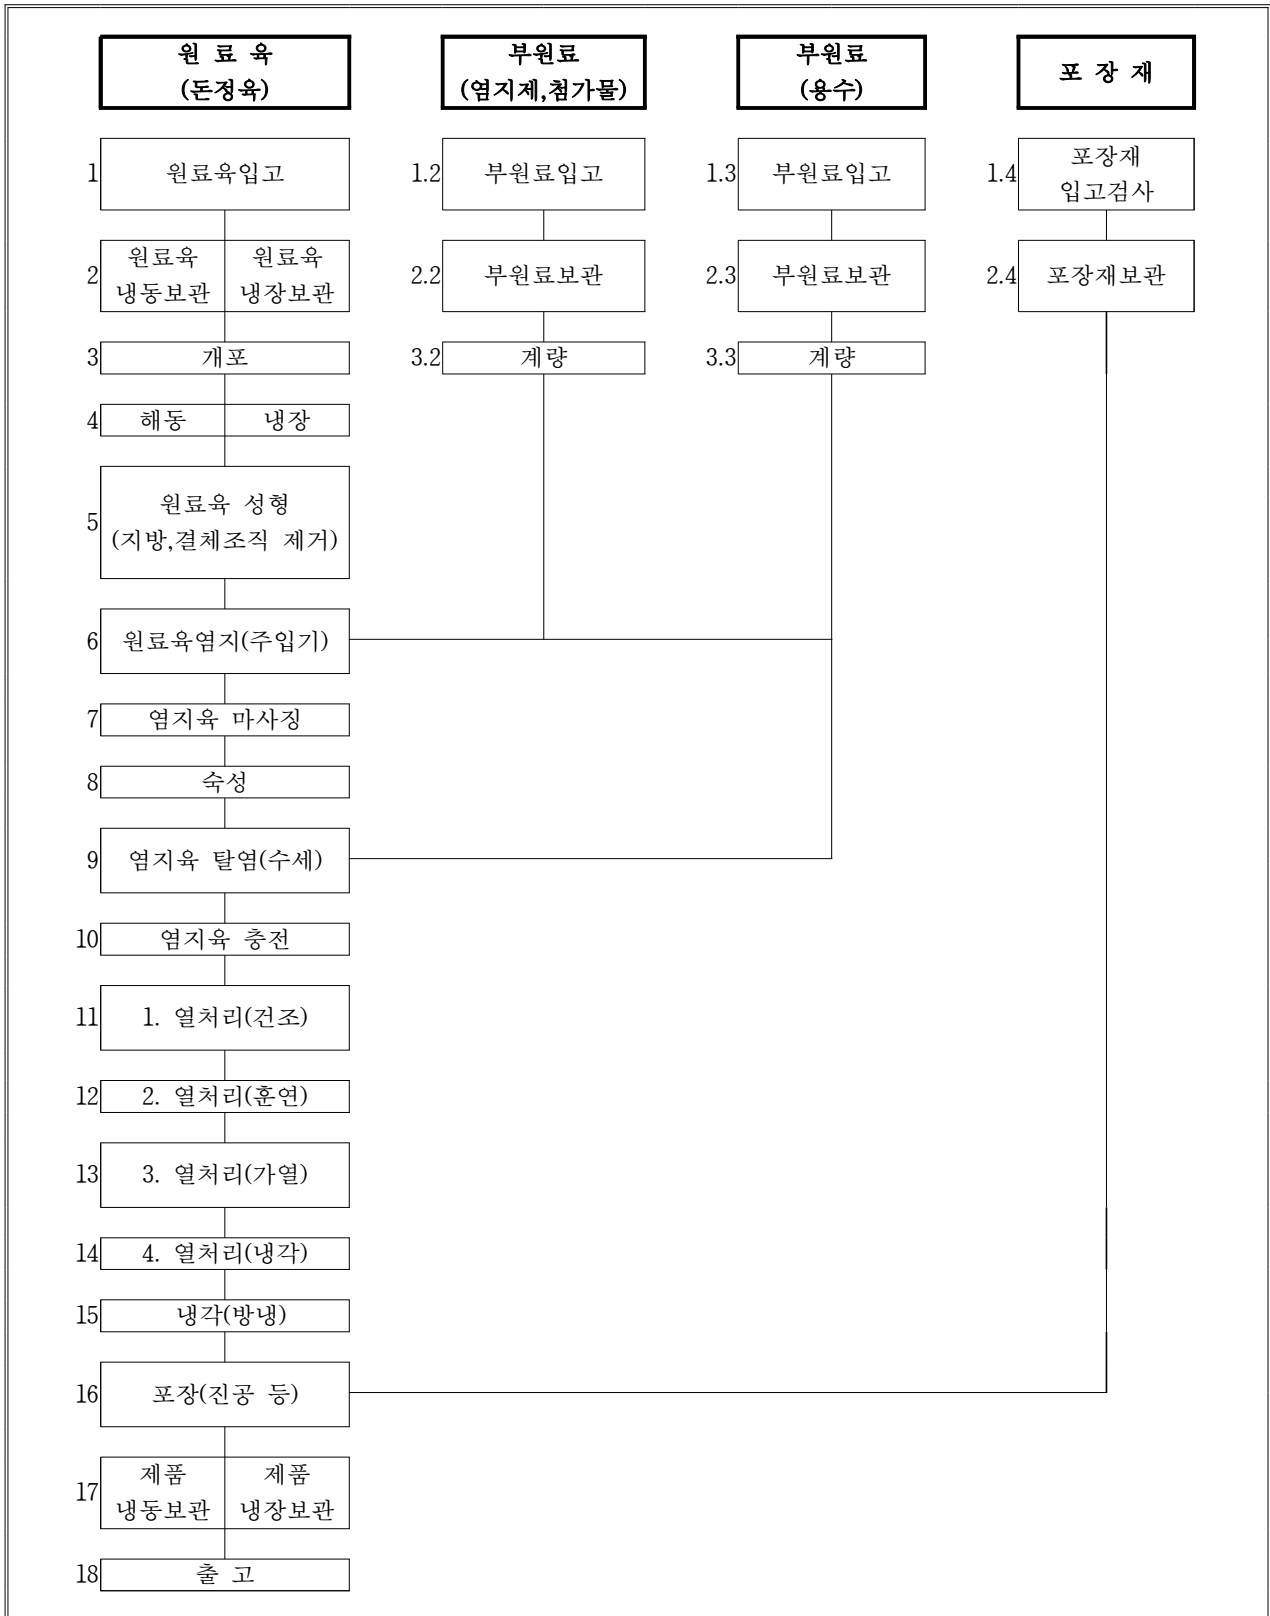 원 료 육
(돈정육)
부원료
(염지제,첨가물)
부원료
(용수)
포 장 재
1 원료육입고
1.2 부원료입고
1.3 부원료입고
1.4 포장재
입고검사
2 원료육
냉동보관
원료육
냉장보관
2.2 부원료보관
2.3 부원료보관
2.4 포장재보관
3 개포
3.2 계량
3.3 계량
4 해동 냉장
5 원료육 성형
(지방,결체조직 제거)
6 원료육염지(주입기)
7 염지육 마사징
8 숙성
9 염지육 탈염(수세)
10 염지육 충전
11 1. 열처리(건조)
12 2. 열처리(훈연)
13 3. 열처리(가열)
14 4. 열처리(냉각)
15 냉각(방냉)
16 포장(진공 등)
17 제품
냉동보관
제품
냉장보관
18 출 고